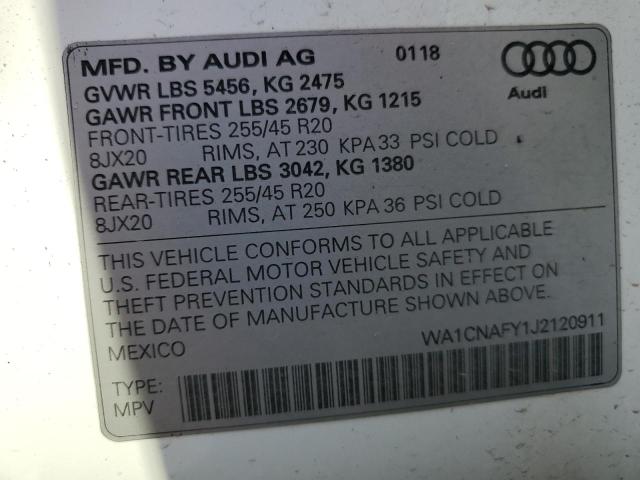 MFD. BY AUDI AG 0118
GVWR LBS 5456, KG 2475
GAWR FRONT LBS 2679, KG 1215
FRONT-TIRES 255/45 R20
8JX20 RIMS, AT 230 KPA 33 PSI COLD
GAWR REAR LBS 3042, KG 1380
REAR-TIRES 255/45 R20
8JX20 RIMS, AT 250 KPA 36 PSI COLD
Audi
THIS VEHICLE CONFORMS TO ALL APPLICABLE
U.S. FEDERAL MOTOR VEHICLE SAFETY AND
THEFT PREVENTION STANDARDS IN EFFECT ON
THE DATE OF MANUFACTURE SHOWN ABOVE.
MEXICO WA1CNAFY1J2120911
TYPE:
MPV